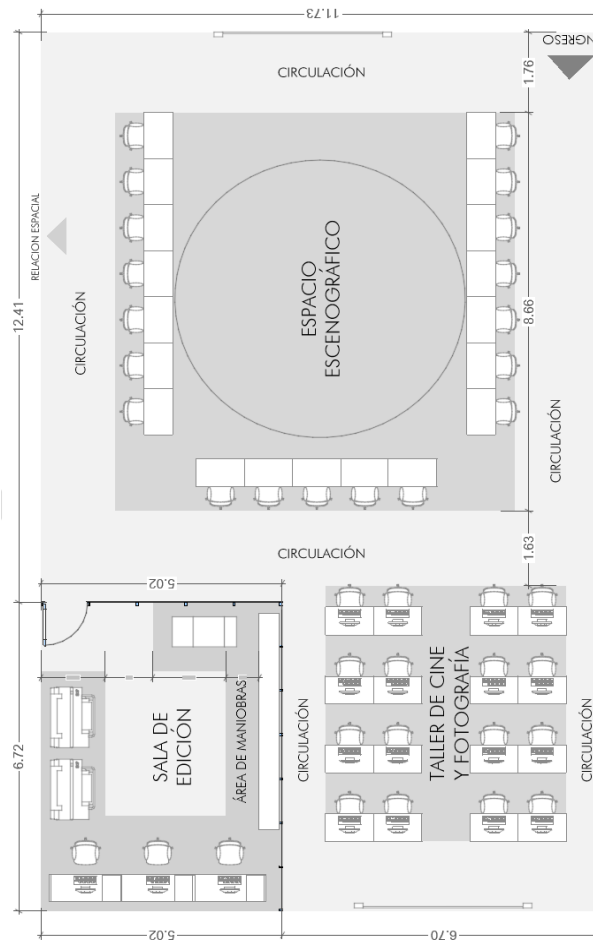 11.73
NGRESO
CIRCULACIÓN
1.76
RELACION ESPACIAL
ESPACIO
ESCENOGRÁFICO
12.41
8.66
CIRCULACIÓN
CIRCULACIÓN
CIRCULACIÓN
1.63
5.02
SALA DE
EDICIÓN
ÁREA DE MANIOBRAS
TALLER DE CINE
Y FOTOGRAFÍA
6.72
CIRCULACIÓN
CIRCULACIÓN
5.02
6.70